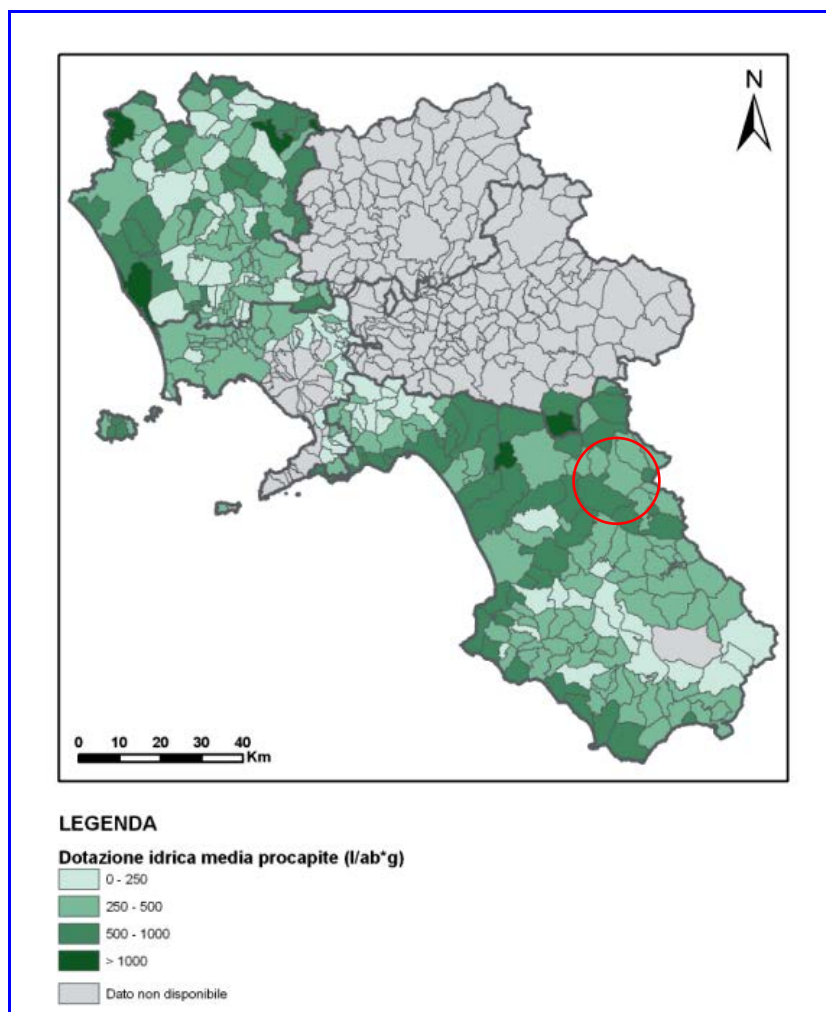 N
0 10 20 30 40
Km
LEGENDA
Dotazione idrica media procapite (l/ab*g)
0 - 250
250 - 500
500 - 1000
> 1000
Dato non disponibile